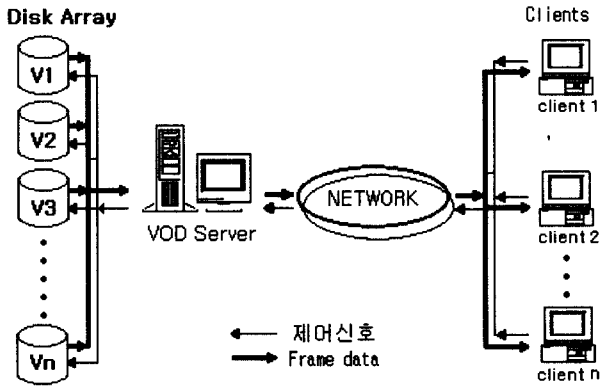 Disk Array
Clients
V1
V2
V3
Vn
VOD Server
NETWORK
client 1
client 2
client n
제어신호
Frame data